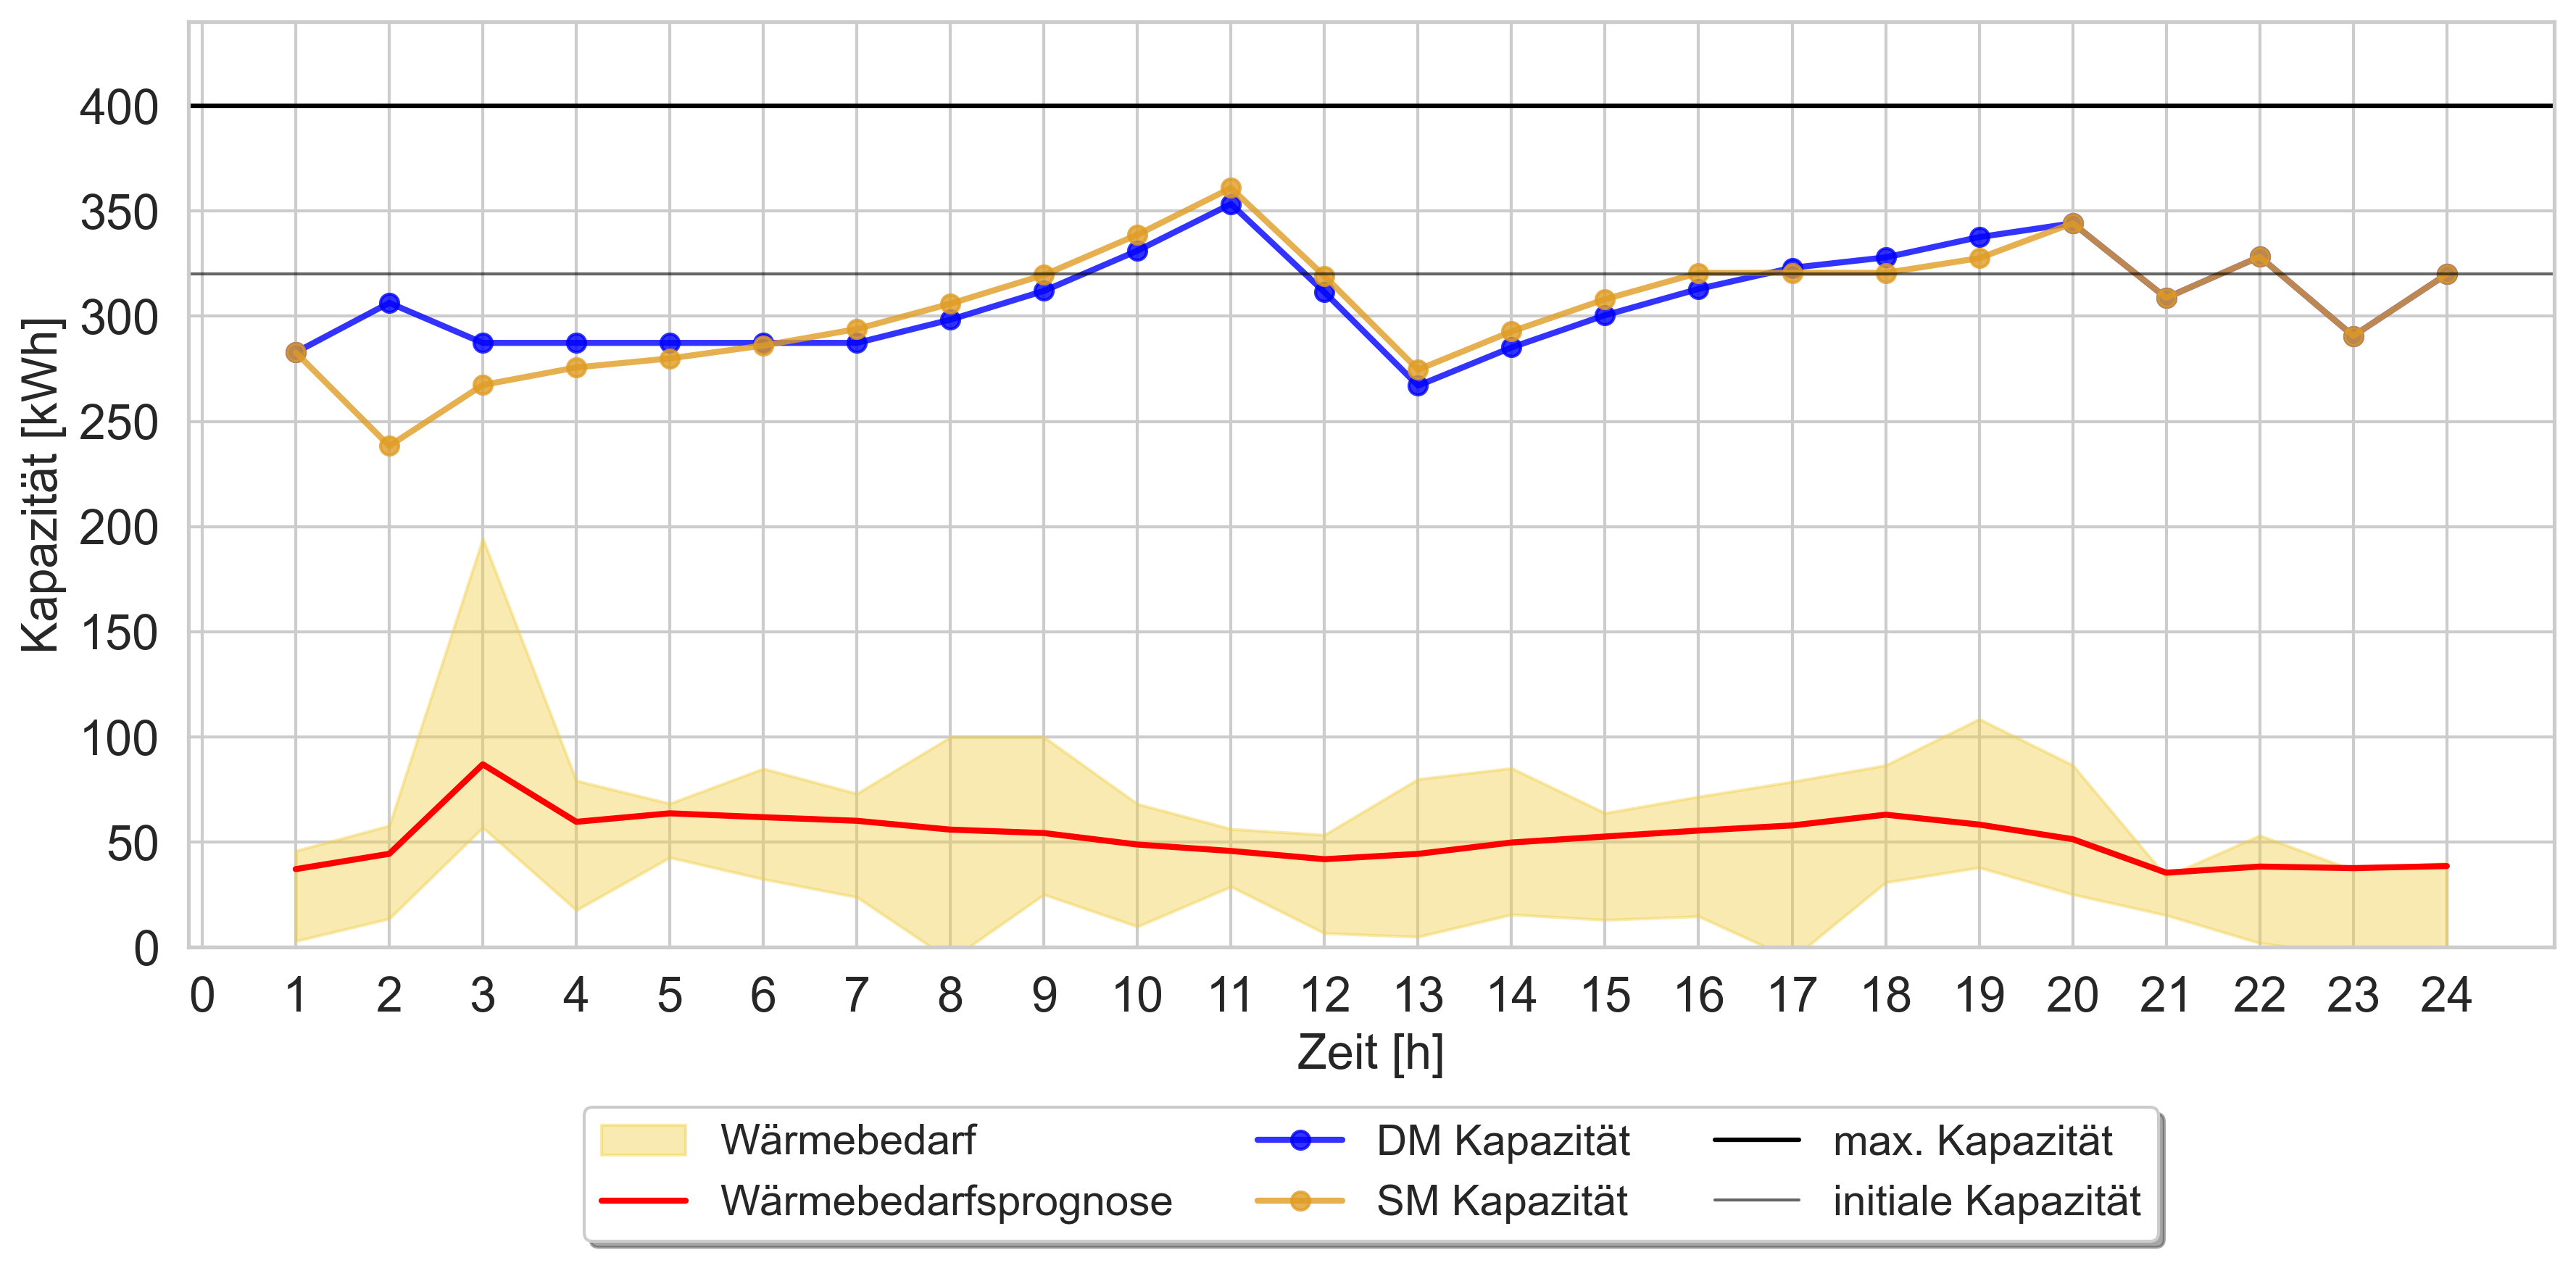 Kapazität [kWh]
400
350
300
250
200
150
100
50
0
0 1 2 3 4 5 6 7 8 9 10 11 12 13 14 15 16 17 18 19 20 21 22 23 24
Zeit [h]
Wärmebedarf DM Kapazität max. Kapazität
Wärmebedarfsprognose SM Kapazität initiale Kapazität